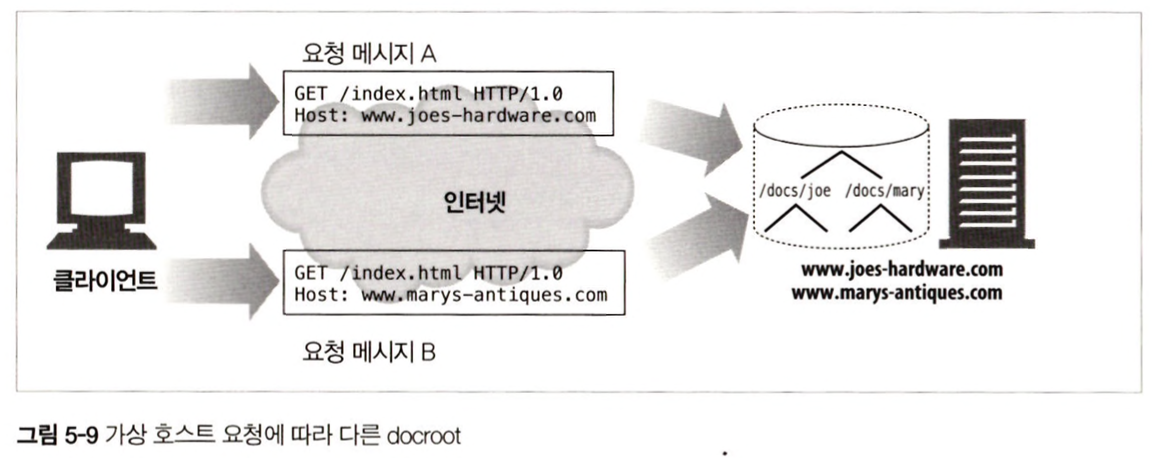 요청 메시지 A
GET /index.html HTTP/1.0
Host: www.joes-hardware.com
인터넷
클라이언트
GET /index.html HTTP/1.0
Host: www.marys-antiques.com
요청 메시지 B
/docs/joe /docs/mary
www.joes-hardware.com
www.marys-antiques.com
그림 5-9 가상 호스트 요청에 따라 다른 docroot